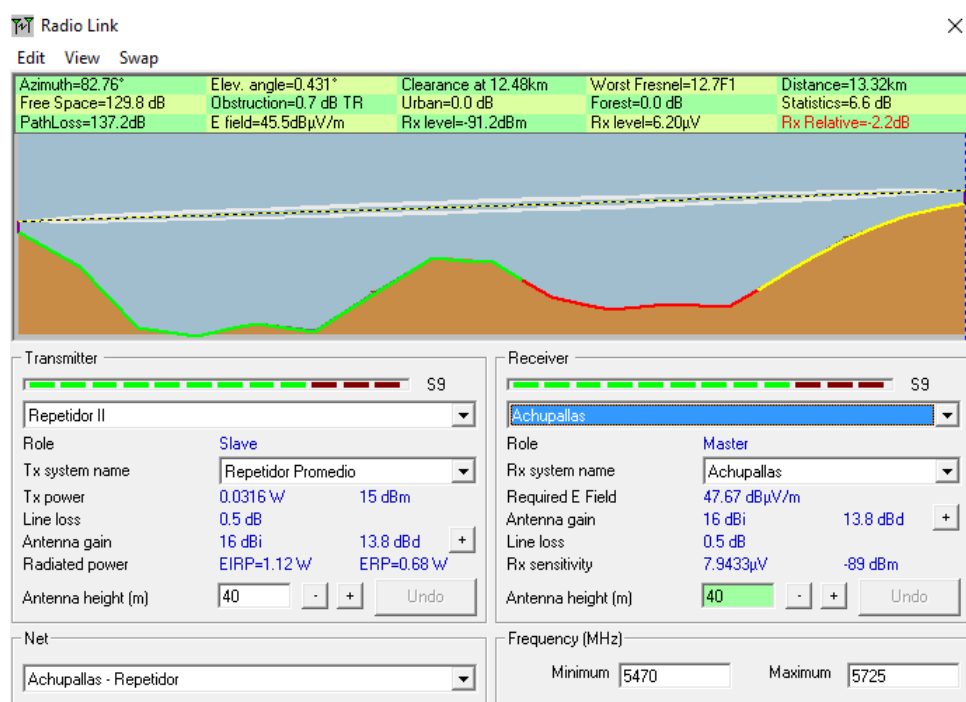 Radio Link
Edit View Swap
Azimuth=82.76° Elev. angle=0.431° Clearance at 12.48km Worst Fresnel=12.7F1 Distance=13.32km
Free Space=129.8 dB Obstruction=0.7 dB TR Urban=0.0 dB Forest=0.0 dB Statistics=6.6 dB
PathLoss=137.2dB E field=45.5dBµV/m Rx level=-91.2dBm Rx level=6.20µV Rx Relative=-2.2dB
Transmitter
S9
Repetidor II
Role Slave
Tx system name Repetidor Promedio
Tx power 0.0316 W 15 dBm
Line loss 0.5 dB
Antenna gain 16 dBi 13.8 dBd +
Radiated power EIRP=1.12 W ERP=0.68 W
Antenna height (m) 40 - + Undo
Net
Achupallas - Repetidor
Receiver
S9
Achupallas
Role Master
Rx system name Achupallas
Required E Field 47.67 dBµV/m
Antenna gain 16 dBi 13.8 dBd +
Line loss 0.5 dB
Rx sensitivity 7.9433µV -89 dBm
Antenna height (m) 40 - + Undo
Frequency (MHz)
Minimum 5470 Maximum 5725